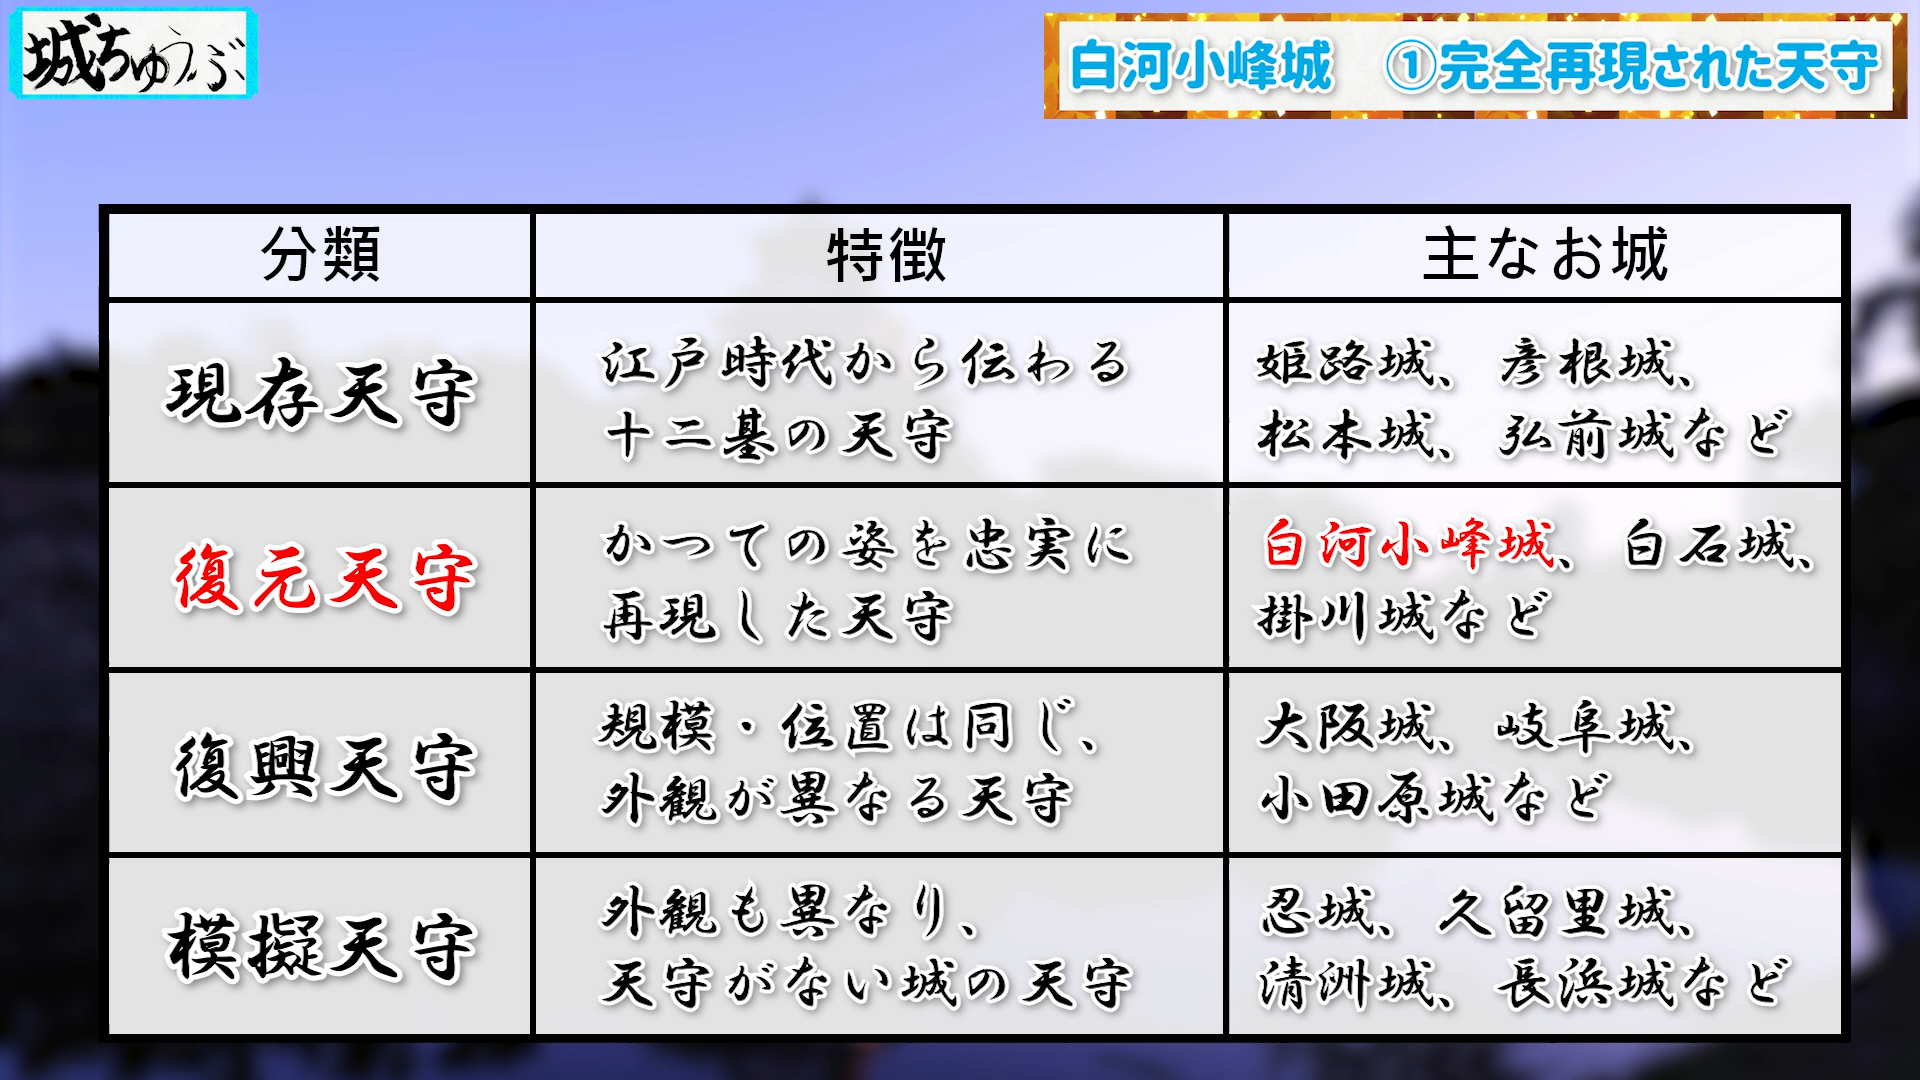 城ちゅうぶ
白河小峰城　①完全再現された天守
分類
特徴
主なお城
現存天守
江戸時代から伝わる
十二基の天守
姫路城、彦根城、
松本城、弘前城など
復元天守
かつての姿を忠実に
再現した天守
白河小峰城、白石城、
掛川城など
復興天守
規模・位置は同じ、
外観が異なる天守
大阪城、岐阜城、
小田原城など
模擬天守
外観も異なり、
天守がない城の天守
忍城、久留里城、
清洲城、長浜城など